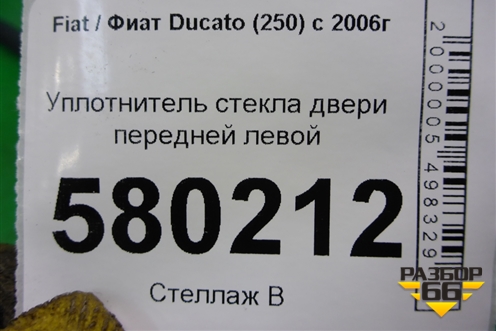 Fiat / Фиат Ducato (250) с 2006г
Уплотнитель стекла двери
передней левой
580212
Стеллаж В
2000005498329
РАЗБОР
66